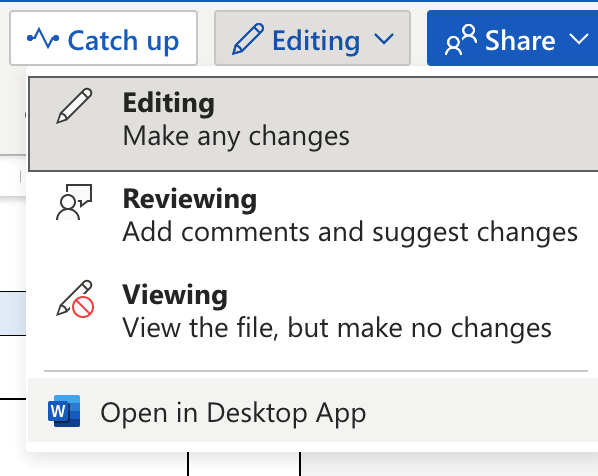 Catch up
Editing
Share
Editing
Make any changes
Reviewing
Add comments and suggest changes
Viewing
View the file, but make no changes
W
Open in Desktop App